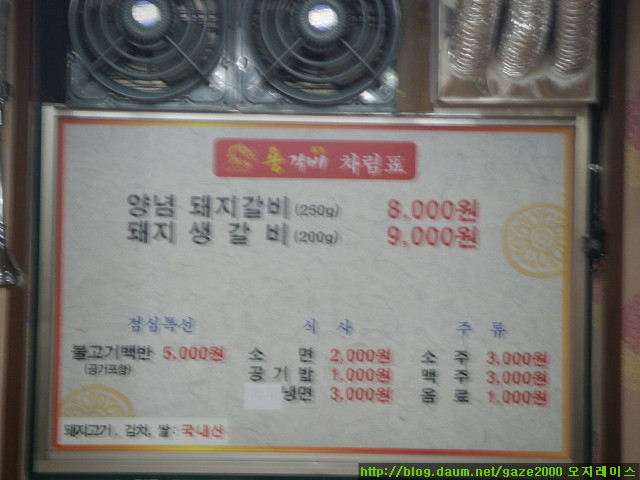 용갈비 차림표
양념 돼지갈비(250g) 8,000원
돼지 생 갈 비(200g) 9,000원
점심특선 식 사 주 류
불고기백반 5,000원 소 면 2,000원 소 주 3,000원
(공기포함) 공 기 밥 1,000원 맥 주 3,000원
냉면 3,000원 음 료 1,000원
돼지고기, 김치, 쌀: 국내산
http://blog.daum.net/gaze2000 오지레이스